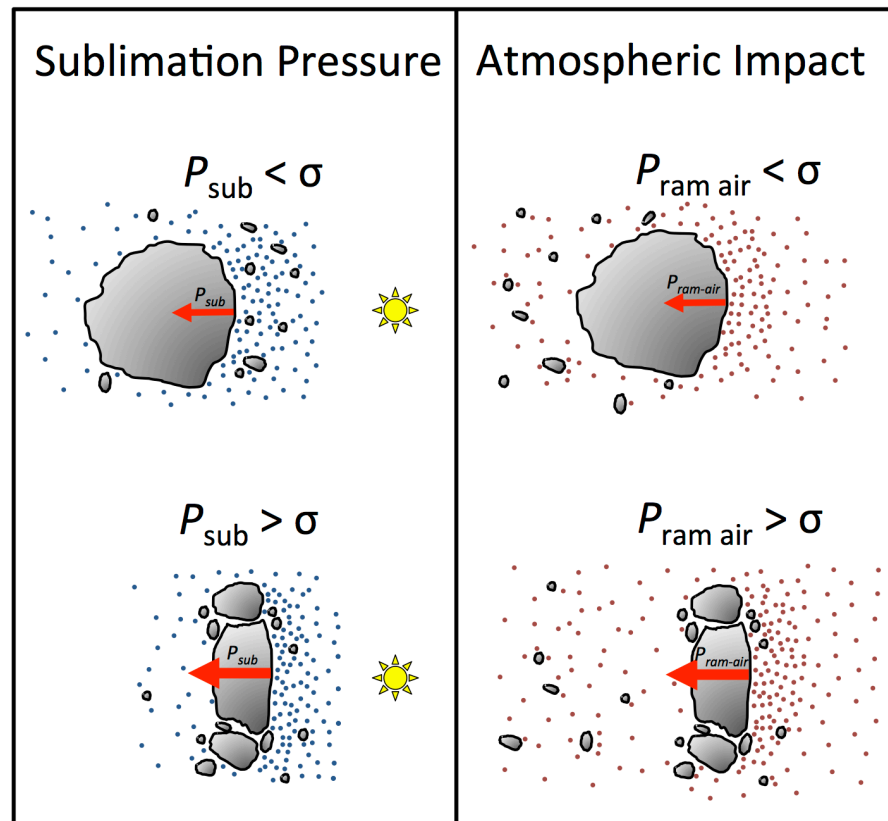 Sublimation Pressure
Atmospheric Impact
P_sub < σ
P_ram air < σ
P_sub
P_ram-air
P_sub > σ
P_ram air > σ
P_sub
P_ram-air